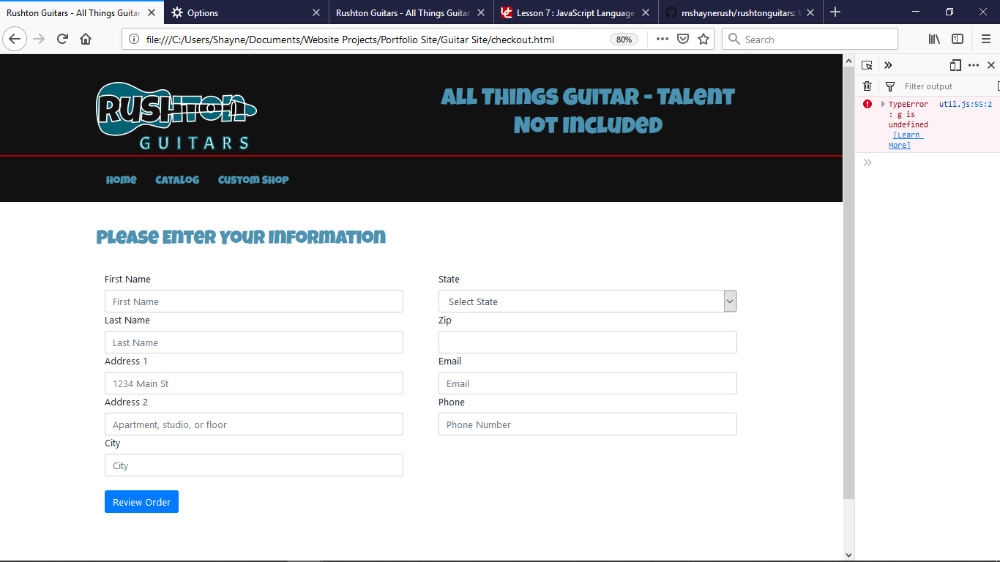 Rushton Guitars - All Things Guitar
Options
Rushton Guitars - All Things Guitar
Lesson 7 : JavaScript Language
mshaynerush/rushtonguitars: W
file:///C:/Users/Shayne/Documents/Website Projects/Portfolio Site/Guitar Site/checkout.html
80%
Search
RUSHTON
GUITARS
All Things Guitar - Talent
Not Included
Home
Catalog
Custom Shop
Filter output
TypeError
: g is
undefined
[Learn
More]
util.js:55:2
Please Enter Your Information
First Name
First Name
Last Name
Last Name
Address 1
1234 Main St
Address 2
Apartment, studio, or floor
City
City
State
Select State
Zip
Email
Email
Phone
Phone Number
Review Order